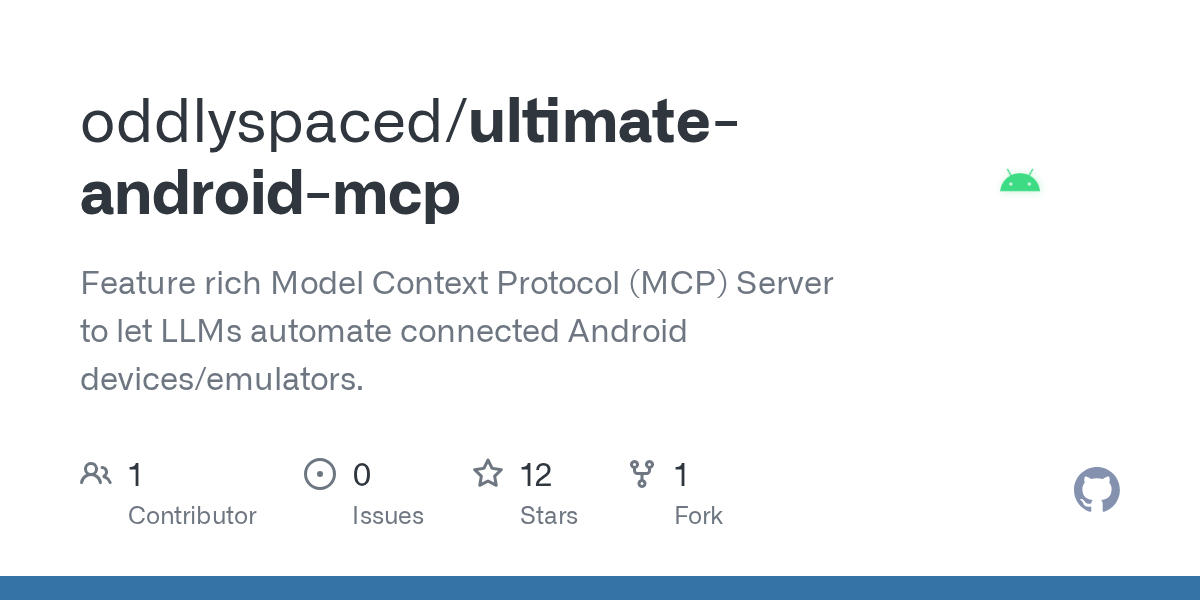 oddlyspaced/ultimate-
android-mcp
Feature rich Model Context Protocol (MCP) Server
to let LLMs automate connected Android
devices/emulators.
1 0 12 1
Contributor Issues Stars Fork